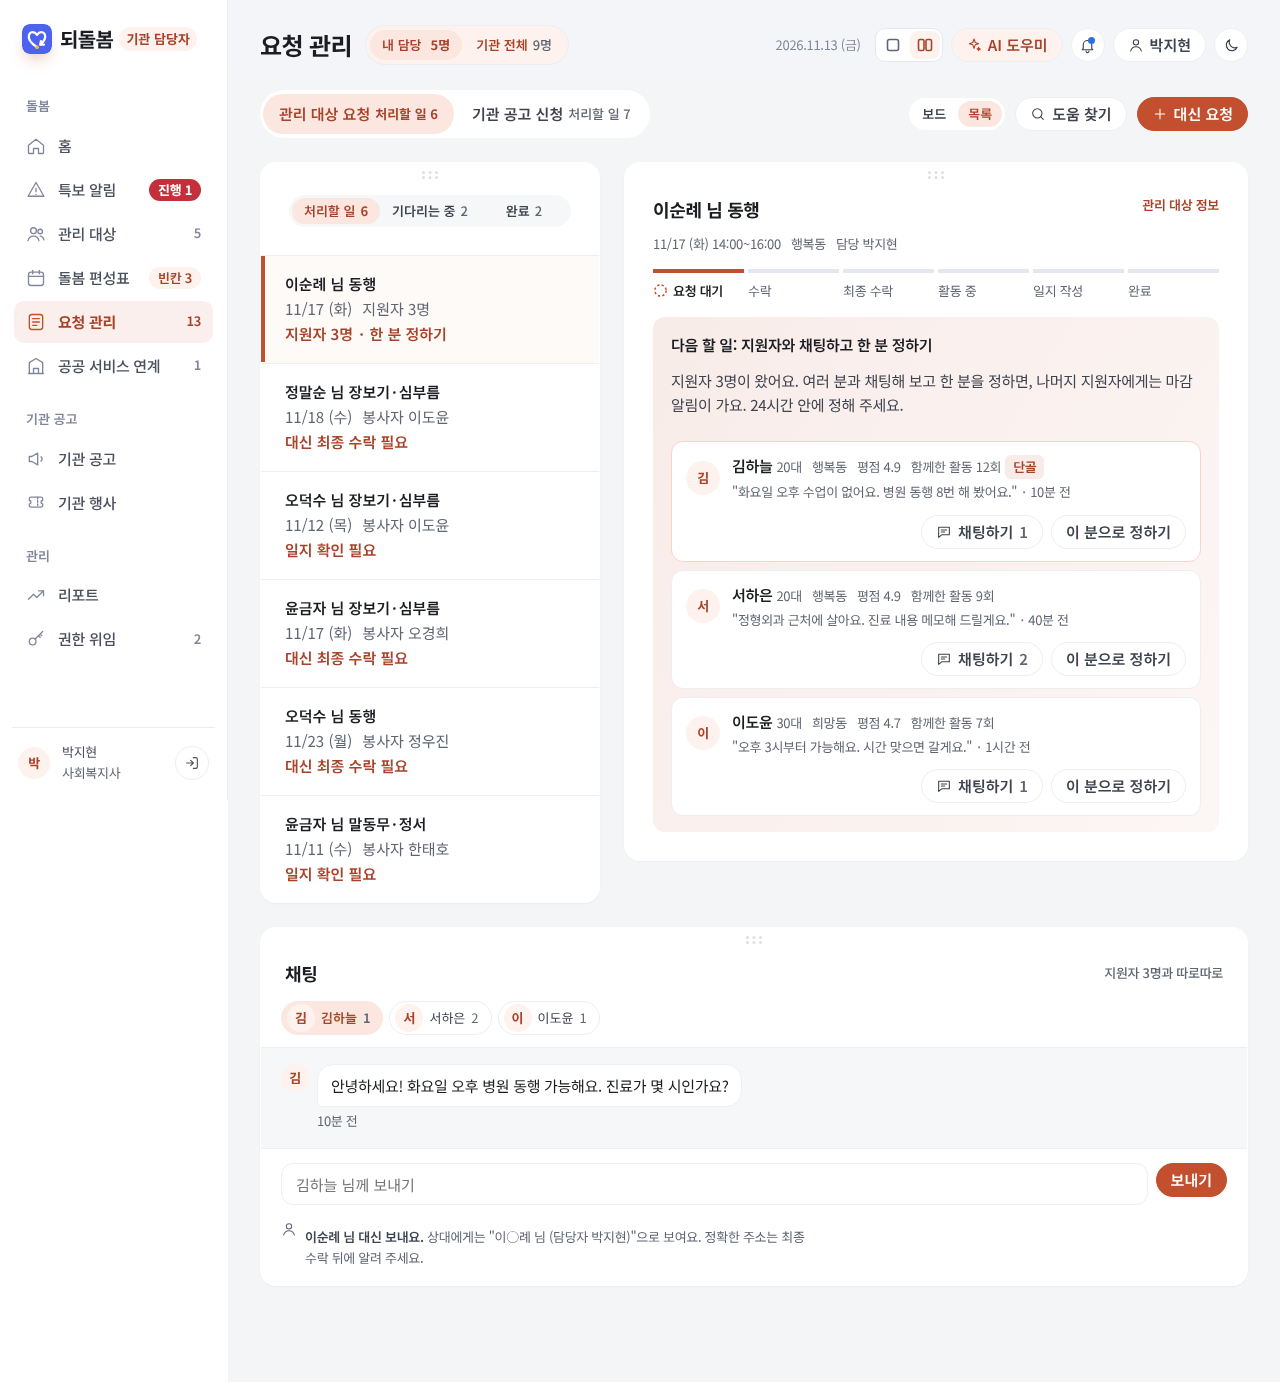 되돌봄 기관 담당자
돌봄
홈
특보 알림 진행 1
관리 대상 5
돌봄 편성표 빈칸 3
요청 관리 13
공공 서비스 연계 1
기관 공고
기관 공고
기관 행사
관리
리포트
권한 위임 2
박 박지현
사회복지사
요청 관리 내 담당 5명 기관 전체 9명
2026.11.13 (금) AI 도우미 박지현
관리 대상 요청 처리할 일 6 기관 공고 신청 처리할 일 7
보드 목록 도움 찾기 대신 요청
처리할 일 6 기다리는 중 2 완료 2
이순례 님 동행
11/17 (화) 지원자 3명
지원자 3명 · 한 분 정하기
정말순 님 장보기·심부름
11/18 (수) 봉사자 이도윤
대신 최종 수락 필요
오덕수 님 장보기·심부름
11/12 (목) 봉사자 이도윤
일지 확인 필요
윤금자 님 장보기·심부름
11/17 (화) 봉사자 오경희
대신 최종 수락 필요
오덕수 님 동행
11/23 (월) 봉사자 정우진
대신 최종 수락 필요
윤금자 님 말동무·정서
11/11 (수) 봉사자 한태호
일지 확인 필요
이순례 님 동행 관리 대상 정보
11/17 (화) 14:00~16:00 행복동 담당 박지현
요청 대기 수락 최종 수락 활동 중 일지 작성 완료
다음 할 일: 지원자와 채팅하고 한 분 정하기
지원자 3명이 왔어요. 여러 분과 채팅해 보고 한 분을 정하면, 나머지 지원자에게는 마감
알림이 가요. 24시간 안에 정해 주세요.
김 김하늘 20대 행복동 평점 4.9 함께한 활동 12회 단골
"화요일 오후 수업이 없어요. 병원 동행 8번 해 봤어요." · 10분 전
채팅하기 1 이 분으로 정하기
서 서하은 20대 행복동 평점 4.9 함께한 활동 9회
"정형외과 근처에 살아요. 진료 내용 메모해 드릴게요." · 40분 전
채팅하기 2 이 분으로 정하기
이 이도윤 30대 희망동 평점 4.7 함께한 활동 7회
"오후 3시부터 가능해요. 시간 맞으면 갈게요." · 1시간 전
채팅하기 1 이 분으로 정하기
채팅 지원자 3명과 따로따로
김 김하늘 1 서 서하은 2 이 이도윤 1
김 안녕하세요! 화요일 오후 병원 동행 가능해요. 진료가 몇 시인가요?
10분 전
김하늘 님께 보내기 보내기
이순례 님 대신 보내요. 상대에게는 "이○례 님 (담당자 박지현)"으로 보여요. 정확한 주소는 최종
수락 뒤에 알려 주세요.